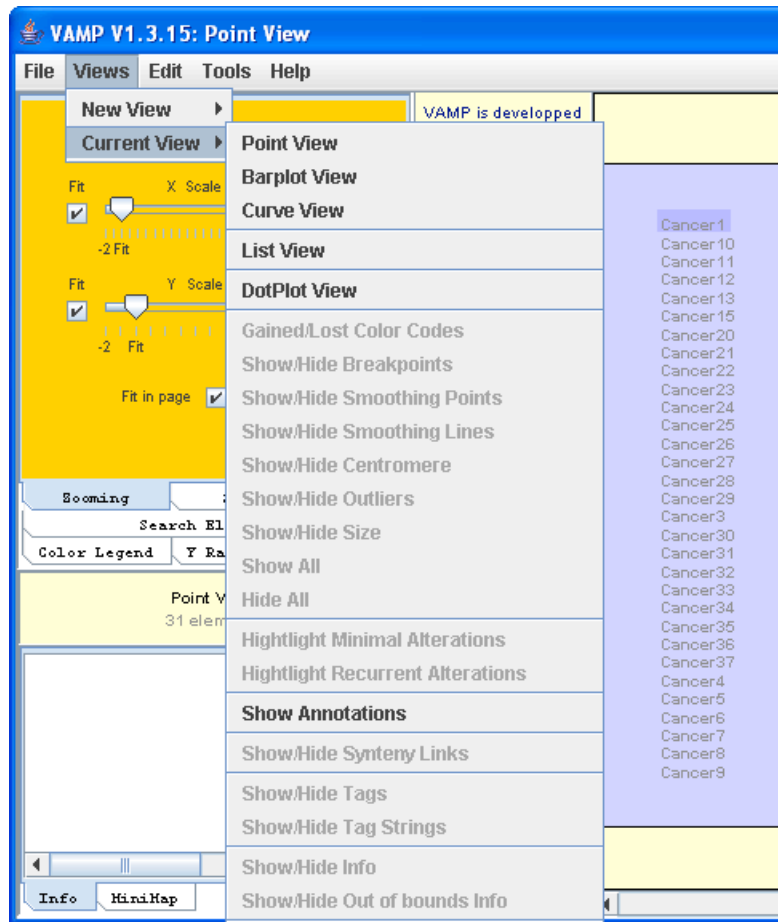 VAMP V1.3.15: Point View
File Views Edit Tools Help
New View
Current View
VAMP is developped
Point View
Barplot View
Curve View
List View
DotPlot View
Gained/Lost Color Codes
Show/Hide Breakpoints
Show/Hide Smoothing Points
Show/Hide Smoothing Lines
Show/Hide Centromere
Show/Hide Outliers
Show/Hide Size
Show All
Hide All
Hightlight Minimal Alterations
Hightlight Recurrent Alterations
Show Annotations
Show/Hide Synteny Links
Show/Hide Tags
Show/Hide Tag Strings
Show/Hide Info
Show/Hide Out of bounds Info
Fit X Scale
-2 Fit
Fit Y Scale
-2 Fit
Fit in page
Zooming
Search El
Color Legend Y Ra
Point V
31 elem
Info MiniMap
Cancer1
Cancer10
Cancer11
Cancer12
Cancer13
Cancer15
Cancer20
Cancer21
Cancer22
Cancer23
Cancer24
Cancer25
Cancer26
Cancer27
Cancer28
Cancer29
Cancer3
Cancer30
Cancer31
Cancer32
Cancer33
Cancer34
Cancer35
Cancer36
Cancer37
Cancer4
Cancer5
Cancer6
Cancer7
Cancer8
Cancer9